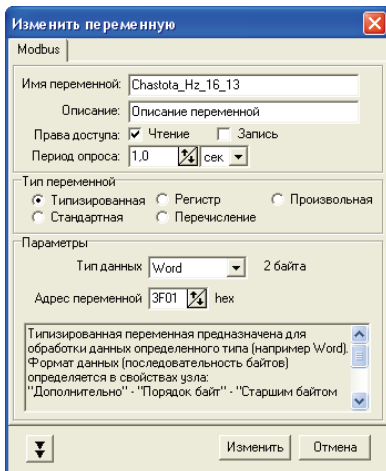 Изменить переменную
Modbus
Имя переменной: Chastota_Hz_16_13
Описание: Описание переменной
Права доступа: Чтение Запись
Период опроса: 1,0 сек
Тип переменной
Типизированная Регистр Произвольная
Стандартная Перечисление
Параметры
Тип данных Word 2 байта
Адрес переменной 3F01 hex
Типизированная переменная предназначена для
обработки данных определенного типа (например Word).
Формат данных (последовательность байтов)
определяется в свойствах узла:
"Дополнительно" - "Порядок байт" - "Старшим байтом
Изменить Отмена